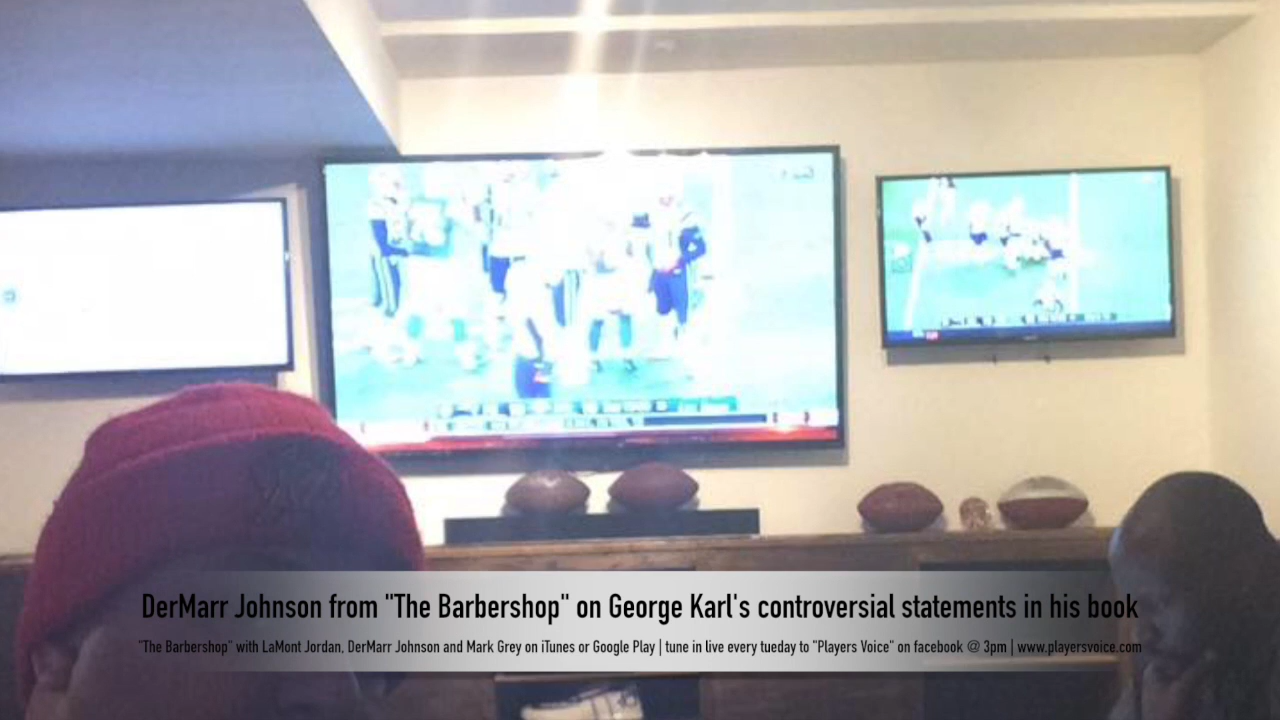 DerMarr Johnson from "The Barbershop" on George Karl's controversial statements in his book
"The Barbershop" with LaMont Jordan, DerMarr Johnson and Mark Grey on iTunes or Google Play | tune in live every tueday to "Players Voice" on facebook @ 3pm | www.playersvoice.com